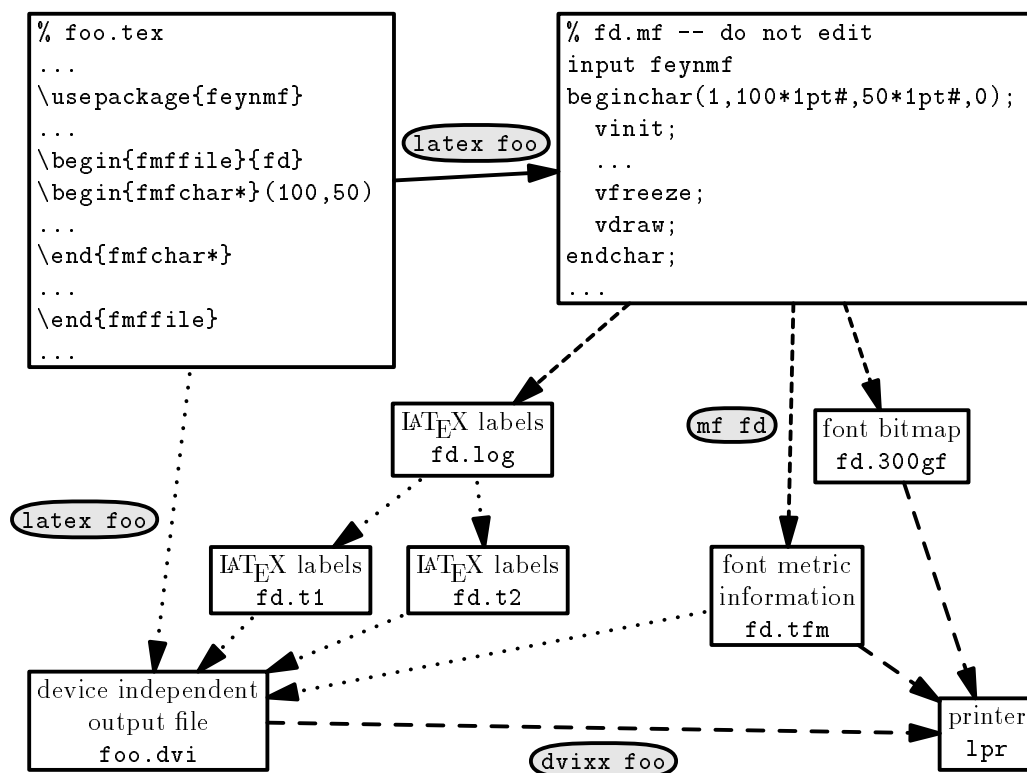 % foo.tex
...
\usepackage{feynmf}
...
\begin{fmffile}{fd}
\begin{fmfchar*}(100,50)
...
\end{fmfchar*}
...
\end{fmffile}
...
latex foo
% fd.mf -- do not edit
input feynmf
beginchar(1,100*1pt#,50*1pt#,0);
vinit;
...
vfreeze;
vdraw;
endchar;
...
LATEX labels
fd.log
mf fd
font bitmap
fd.300gf
latex foo
LATEX labels
fd.t1
LATEX labels
fd.t2
font metric
information
fd.tfm
device independent
output file
foo.dvi
dvixx foo
printer
lpr